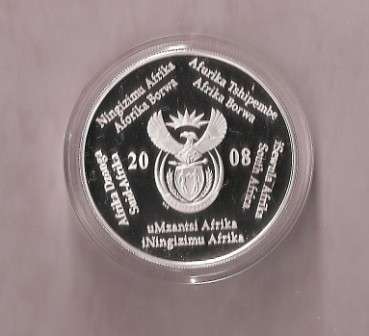 Ningizimu Afrika
Aforika Borwa
Afurika Tshipembe
Afrika Borwa
Afrika Dzonga
Suid-Afrika
20 08
Kwenla Afrika
South Africa
uMzantsi Afrika
iNingizimu Afrika